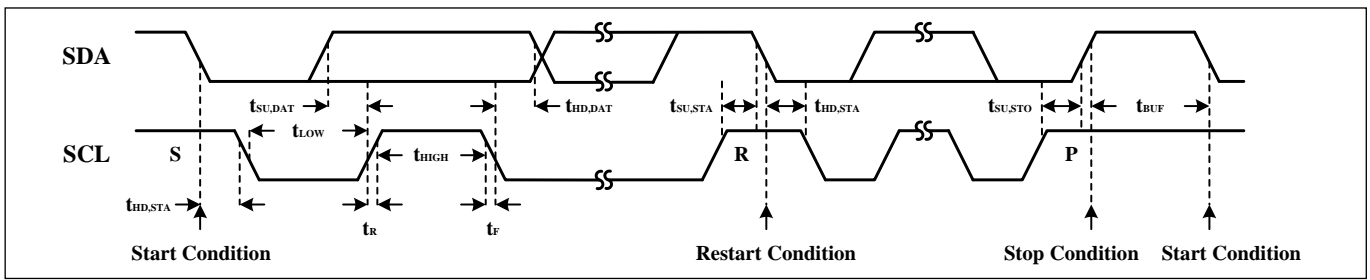 SDA
tSU,DAT
tHD,DAT
tSU,STA
tHD,STA
tSU,STO
tBUF
tLOW
SCL
S
tHIGH
R
P
tHD,STA
tR
tF
Start Condition
Restart Condition
Stop Condition
Start Condition